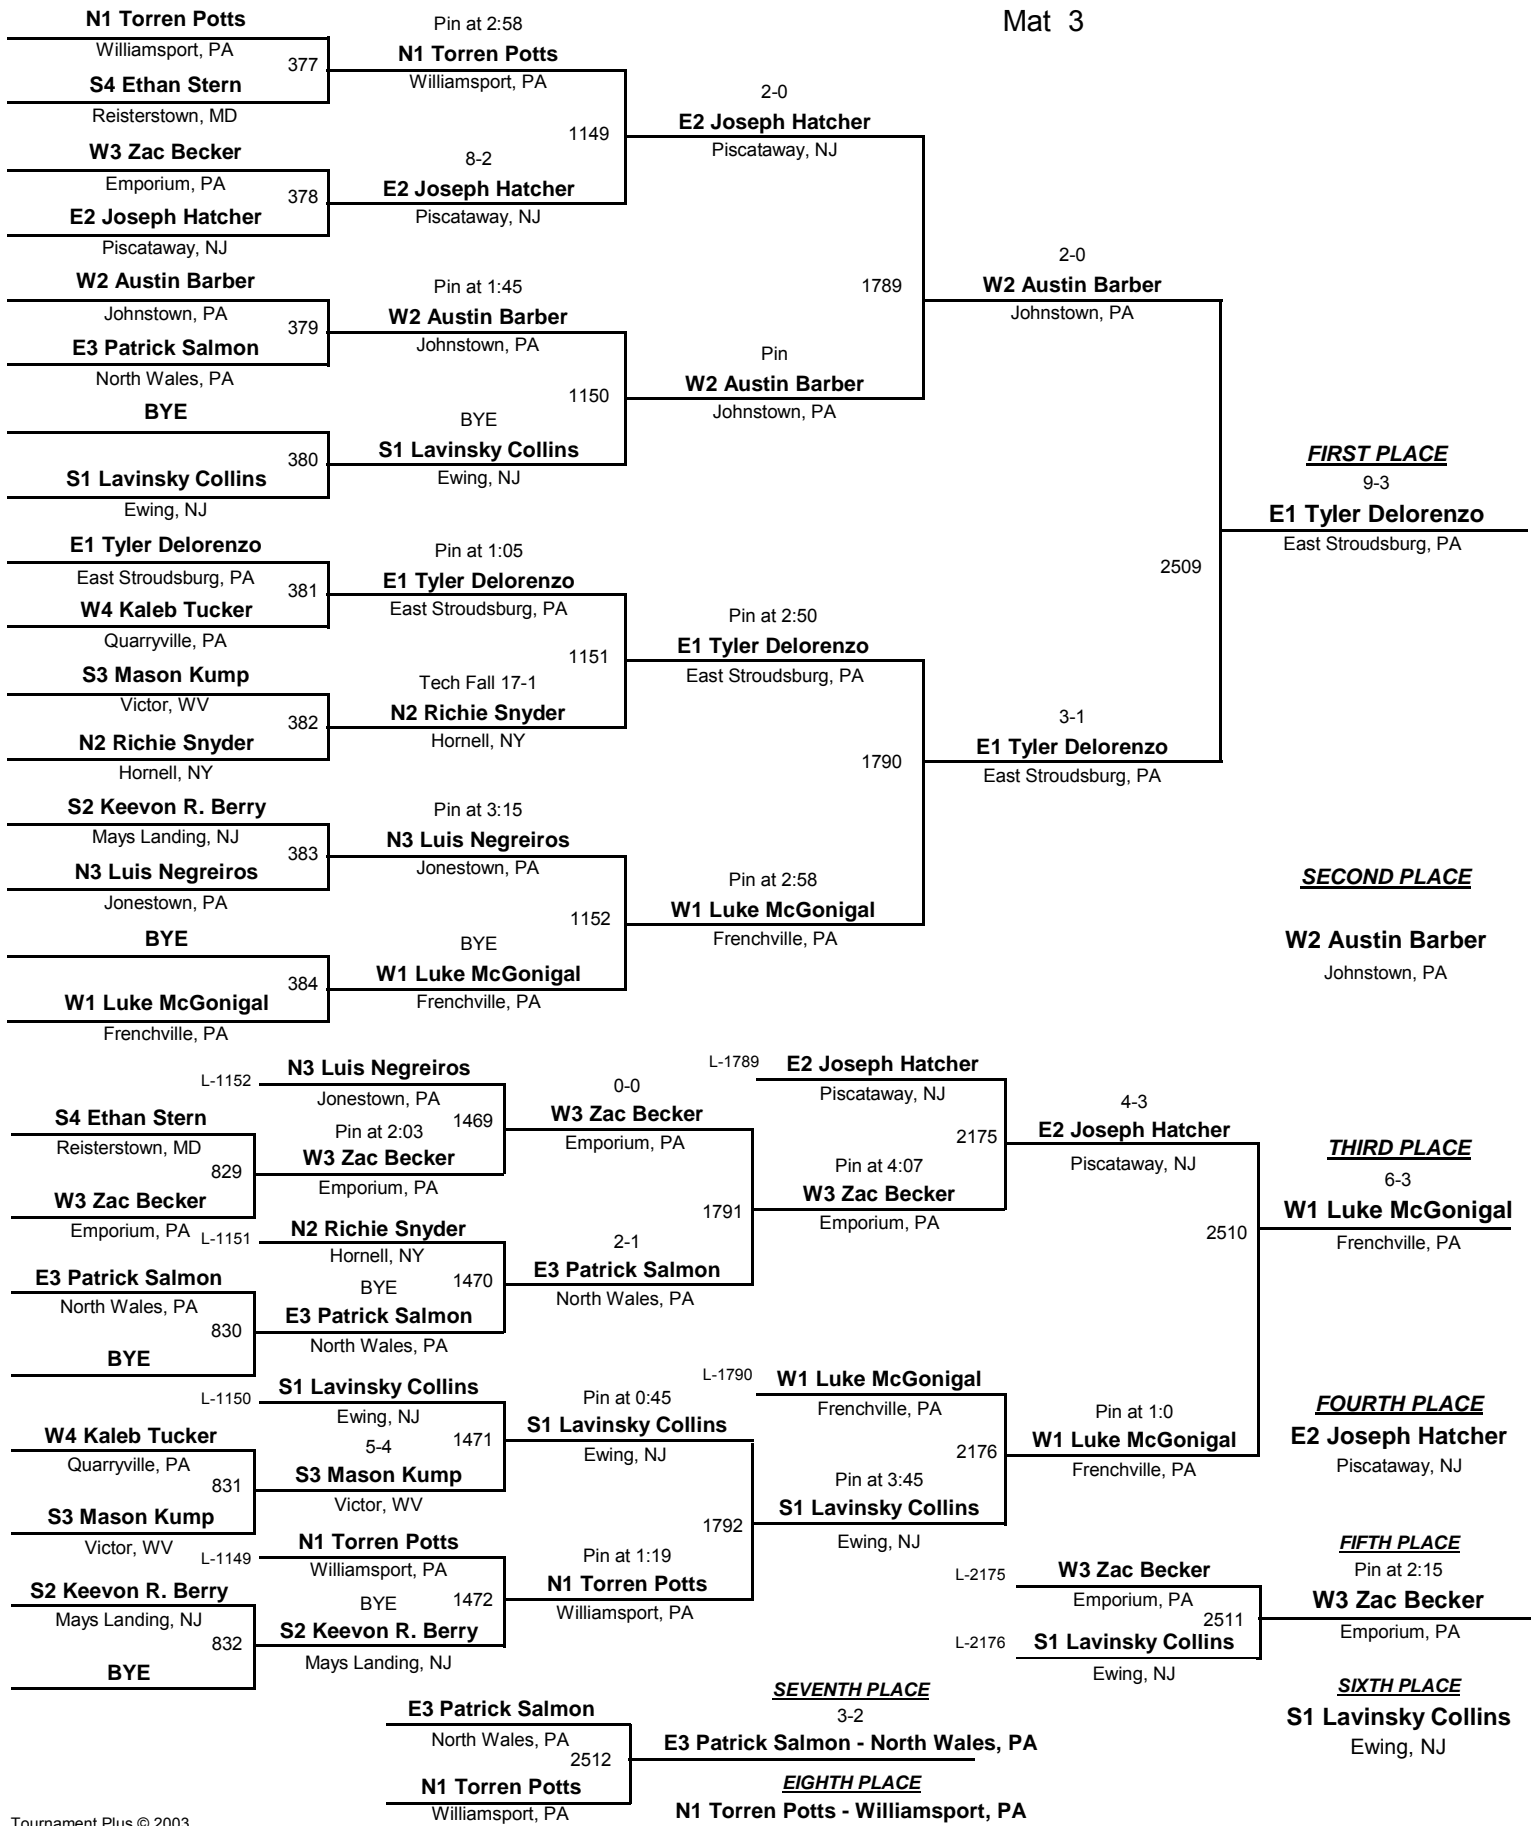 Mat 3
N1 Torren Potts
Williamsport, PA
377
S4 Ethan Stern
Reisterstown, MD
W3 Zac Becker
Emporium, PA
378
E2 Joseph Hatcher
Piscataway, NJ
W2 Austin Barber
Johnstown, PA
379
E3 Patrick Salmon
North Wales, PA
BYE
380
S1 Lavinsky Collins
Ewing, NJ
E1 Tyler Delorenzo
East Stroudsburg, PA
381
W4 Kaleb Tucker
Quarryville, PA
S3 Mason Kump
Victor, WV
382
N2 Richie Snyder
Hornell, NY
S2 Keevon R. Berry
Mays Landing, NJ
383
N3 Luis Negreiros
Jonestown, PA
BYE
384
W1 Luke McGonigal
Frenchville, PA
Pin at 2:58
N1 Torren Potts
Williamsport, PA
1149
8-2
E2 Joseph Hatcher
Piscataway, NJ
Pin at 1:45
W2 Austin Barber
Johnstown, PA
1150
BYE
S1 Lavinsky Collins
Ewing, NJ
Pin at 1:05
E1 Tyler Delorenzo
East Stroudsburg, PA
1151
Tech Fall 17-1
N2 Richie Snyder
Hornell, NY
Pin at 3:15
N3 Luis Negreiros
Jonestown, PA
1152
BYE
W1 Luke McGonigal
Frenchville, PA
2-0
E2 Joseph Hatcher
Piscataway, NJ
1789
Pin
W2 Austin Barber
Johnstown, PA
Pin at 2:50
E1 Tyler Delorenzo
East Stroudsburg, PA
1790
Pin at 2:58
W1 Luke McGonigal
Frenchville, PA
2-0
W2 Austin Barber
Johnstown, PA
2509
3-1
E1 Tyler Delorenzo
East Stroudsburg, PA
FIRST PLACE
9-3
E1 Tyler Delorenzo
East Stroudsburg, PA
SECOND PLACE
W2 Austin Barber
Johnstown, PA
L-1152
N3 Luis Negreiros
Jonestown, PA
S4 Ethan Stern
Reisterstown, MD
829
W3 Zac Becker
Emporium, PA
Pin at 2:03
W3 Zac Becker
Emporium, PA
1469
L-1151
N2 Richie Snyder
Hornell, NY
E3 Patrick Salmon
North Wales, PA
830
BYE
BYE
E3 Patrick Salmon
North Wales, PA
1470
L-1150
S1 Lavinsky Collins
Ewing, NJ
W4 Kaleb Tucker
Quarryville, PA
831
S3 Mason Kump
Victor, WV
5-4
S3 Mason Kump
Victor, WV
1471
L-1149
N1 Torren Potts
Williamsport, PA
S2 Keevon R. Berry
Mays Landing, NJ
832
BYE
BYE
S2 Keevon R. Berry
Mays Landing, NJ
1472
0-0
W3 Zac Becker
Emporium, PA
1791
2-1
E3 Patrick Salmon
North Wales, PA
Pin at 0:45
S1 Lavinsky Collins
Ewing, NJ
1792
Pin at 1:19
N1 Torren Potts
Williamsport, PA
L-1789
E2 Joseph Hatcher
Piscataway, NJ
2175
Pin at 4:07
W3 Zac Becker
Emporium, PA
L-1790
W1 Luke McGonigal
Frenchville, PA
2176
Pin at 3:45
S1 Lavinsky Collins
Ewing, NJ
4-3
E2 Joseph Hatcher
Piscataway, NJ
2510
Pin at 1:0
W1 Luke McGonigal
Frenchville, PA
THIRD PLACE
6-3
W1 Luke McGonigal
Frenchville, PA
FOURTH PLACE
E2 Joseph Hatcher
Piscataway, NJ
L-2175
W3 Zac Becker
Emporium, PA
2511
L-2176
S1 Lavinsky Collins
Ewing, NJ
FIFTH PLACE
Pin at 2:15
W3 Zac Becker
Emporium, PA
SIXTH PLACE
S1 Lavinsky Collins
Ewing, NJ
E3 Patrick Salmon
North Wales, PA
2512
N1 Torren Potts
Williamsport, PA
SEVENTH PLACE
3-2
E3 Patrick Salmon - North Wales, PA
EIGHTH PLACE
N1 Torren Potts - Williamsport, PA
Tournament Plus © 2003